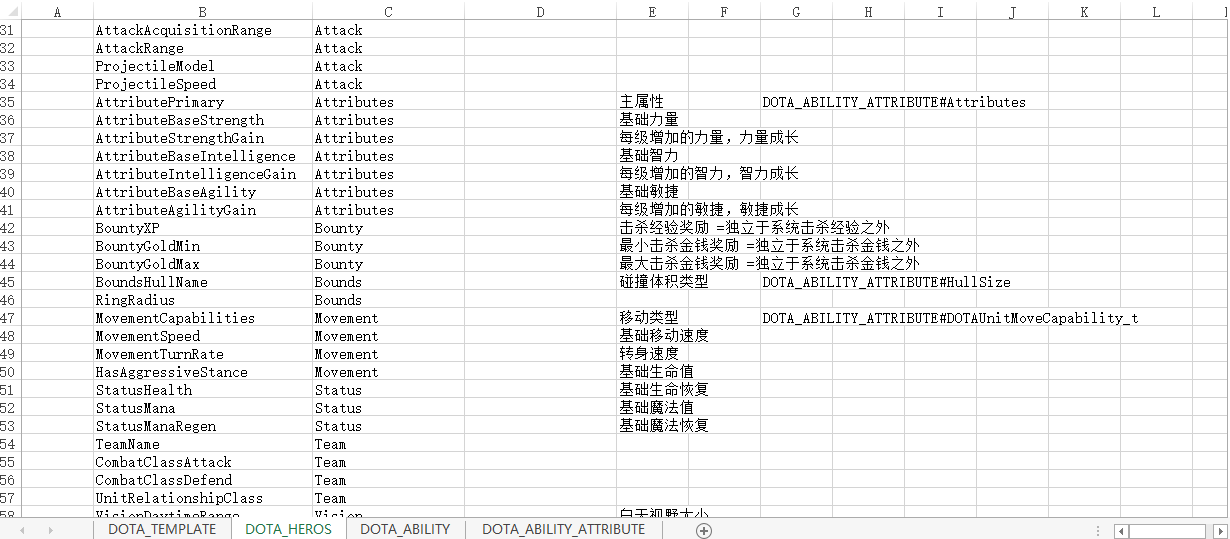 A B C D E F G H I J K L
31 AttackAcquisitionRange Attack
32 AttackRange Attack
33 ProjectileModel Attack
34 ProjectileSpeed Attack
35 AttributePrimary Attributes 主属性 DOTA_ABILITY_ATTRIBUTE#Attributes
36 AttributeBaseStrength Attributes 基础力量
37 AttributeStrengthGain Attributes 每级增加的力量，力量成长
38 AttributeBaseIntelligence Attributes 基础智力
39 AttributeIntelligenceGain Attributes 每级增加的智力，智力成长
40 AttributeBaseAgility Attributes 基础敏捷
41 AttributeAgilityGain Attributes 每级增加的敏捷，敏捷成长
42 BountyXP Bounty 击杀经验奖励 =独立于系统击杀经验之外
43 BountyGoldMin Bounty 最小击杀金钱奖励 =独立于系统击杀金钱之外
44 BountyGoldMax Bounty 最大击杀金钱奖励 =独立于系统击杀金钱之外
45 BoundsHullName Bounds 碰撞体积类型 DOTA_ABILITY_ATTRIBUTE#HullSize
46 RingRadius Bounds
47 MovementCapabilities Movement 移动类型 DOTA_ABILITY_ATTRIBUTE#DOTAUnitMoveCapability_t
48 MovementSpeed Movement 基础移动速度
49 MovementTurnRate Movement 转身速度
50 HasAggressiveStance Movement 基础生命值
51 StatusHealth Status 基础生命恢复
52 StatusMana Status 基础魔法值
53 StatusManaRegen Status 基础魔法恢复
54 TeamName Team
55 CombatClassAttack Team
56 CombatClassDefend Team
57 UnitRelationshipClass Team
58 VisionDaytimeRange Vision 白天视野大小
DOTA_TEMPLATE DOTA_HEROS DOTA_ABILITY DOTA_ABILITY_ATTRIBUTE